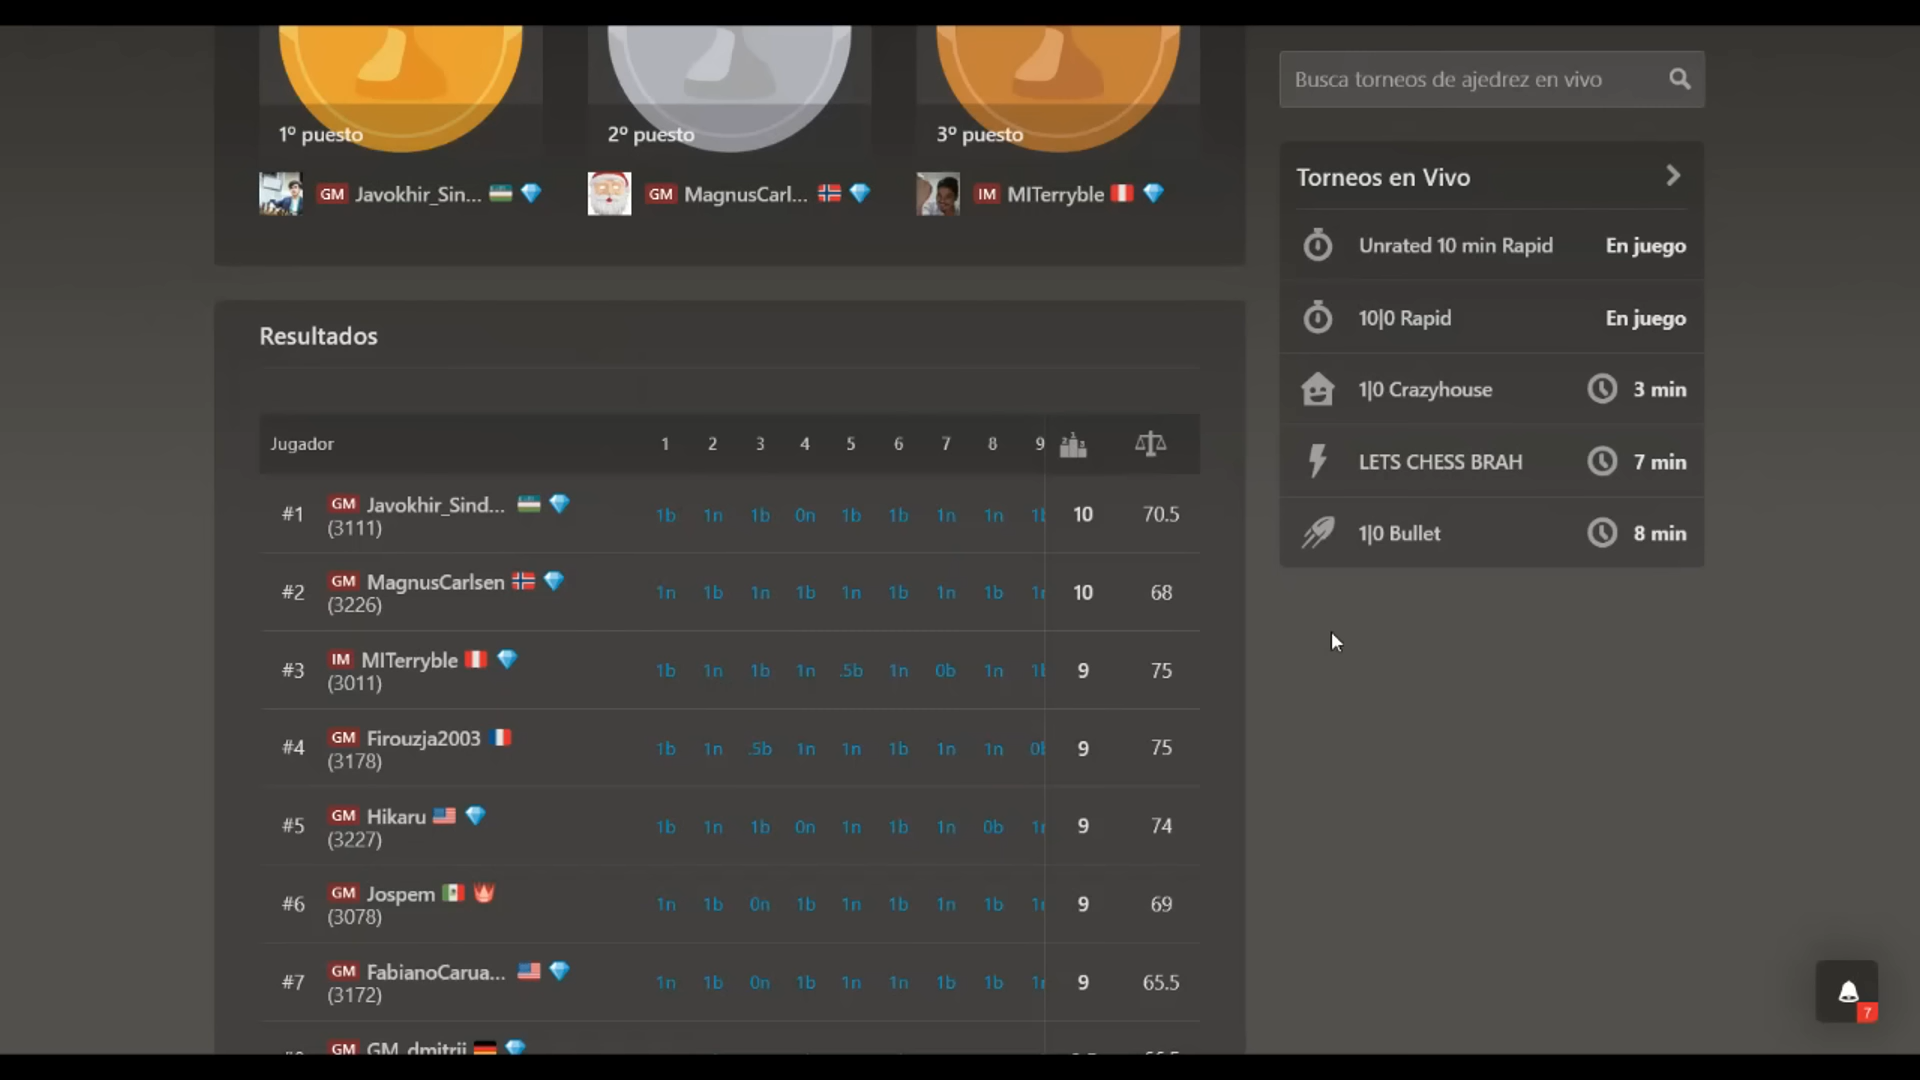 1º puesto
2º puesto
3º puesto
GM Javokhir_Sin...
GM MagnusCarl...
IM MITerryble
Busca torneos de ajedrez en vivo
Torneos en Vivo
Unrated 10 min Rapid En juego
10|0 Rapid En juego
1|0 Crazyhouse 3 min
LETS CHESS BRAH 7 min
1|0 Bullet 8 min
Resultados
Jugador 1 2 3 4 5 6 7 8 9
#1 GM Javokhir_Sind... 1b 1n 1b 0n 1b 1b 1n 1n 10 70.5
(3111)
#2 GM MagnusCarlsen 1n 1b 1n 1b 1n 1b 1n 1b 10 68
(3226)
#3 IM MITerryble 1b 1n 1b 1n .5b 1n 0b 1n 9 75
(3011)
#4 GM Firouzja2003 1b 1n .5b 1n 1n 1b 1n 1n 9 75
(3178)
#5 GM Hikaru 1b 1n 1b 0n 1n 1b 1n 0b 9 74
(3227)
#6 GM Jospem 1n 1b 0n 1b 1n 1b 1n 1b 9 69
(3078)
#7 GM FabianoCarua... 1n 1b 0n 1b 1n 1n 1b 1b 9 65.5
(3172)
GM GM_dmitrij
7